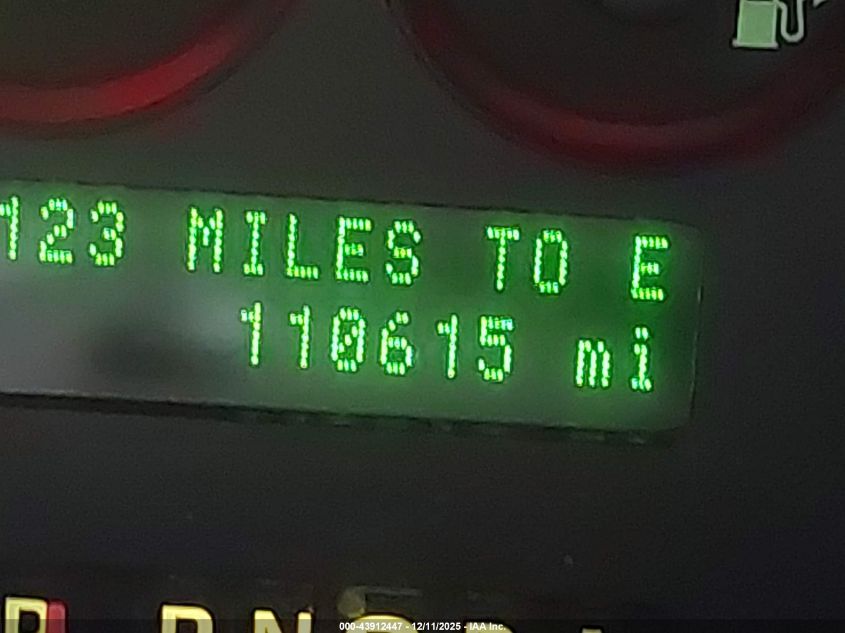 123 MILES TO E
110615 mi
000-43912447 - 12/11/2025 - IAA Inc.